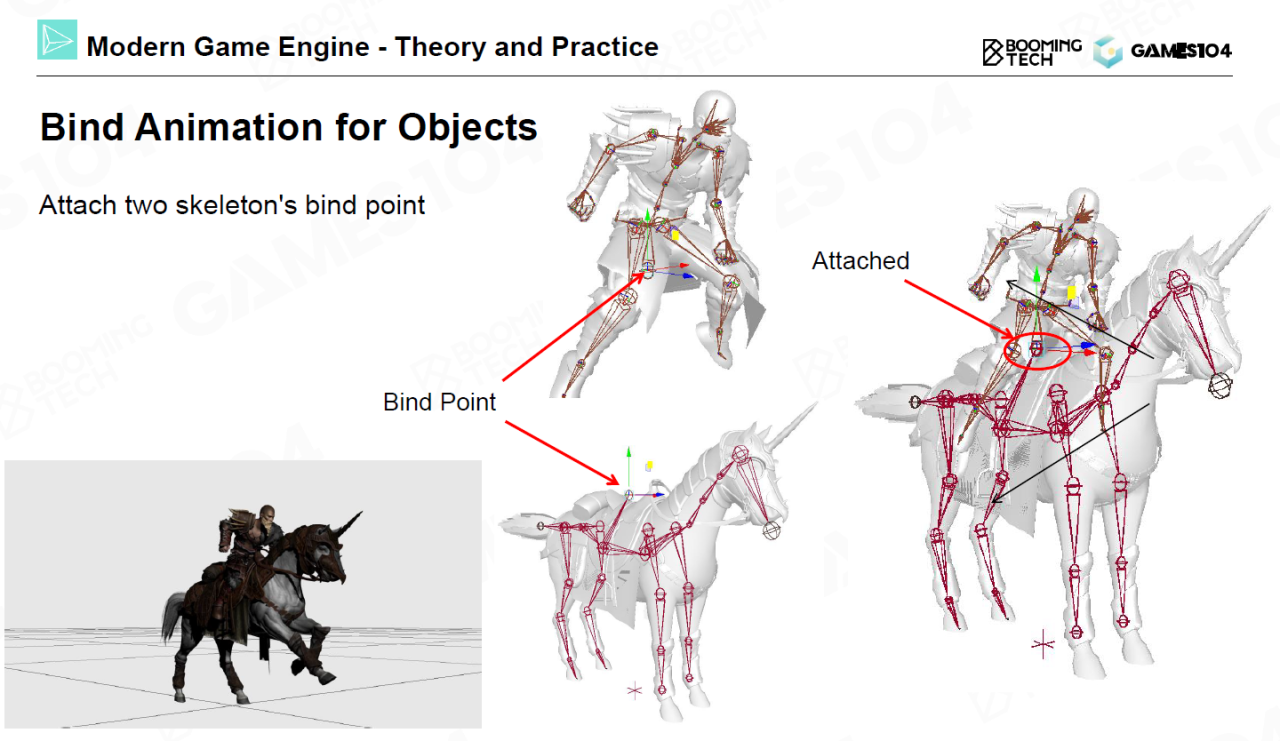 Modern Game Engine - Theory and Practice
BOOMING
TECH
GAMES104
Bind Animation for Objects
Attach two skeleton's bind point
Attached
Bind Point